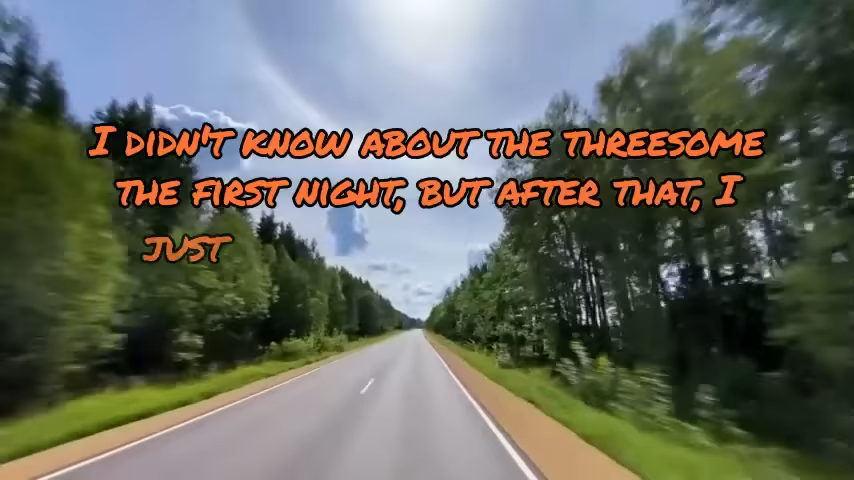 I DIDN'T KNOW ABOUT THE THREESOME
THE FIRST NIGHT, BUT AFTER THAT, I
JUST